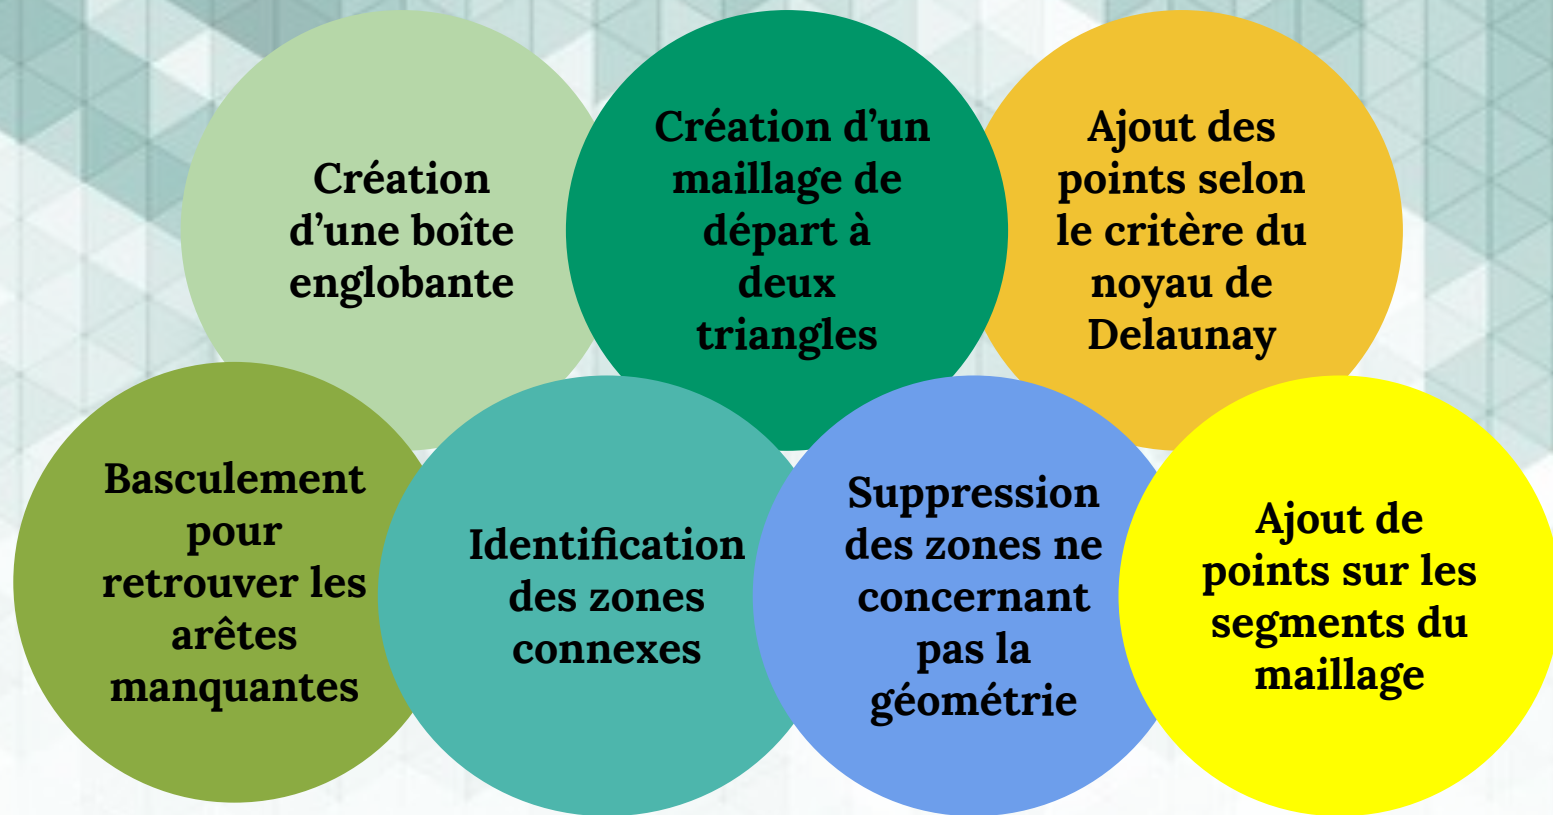 Création
d’une boîte
englobante
Création d’un
maillage de
départ à
deux
triangles
Ajout des
points selon
le critère du
noyau de
Delaunay
Basculement
pour
retrouver les
arêtes
manquantes
Identification
des zones
connexes
Suppression
des zones ne
concernant
pas la
géométrie
Ajout de
points sur les
segments du
maillage